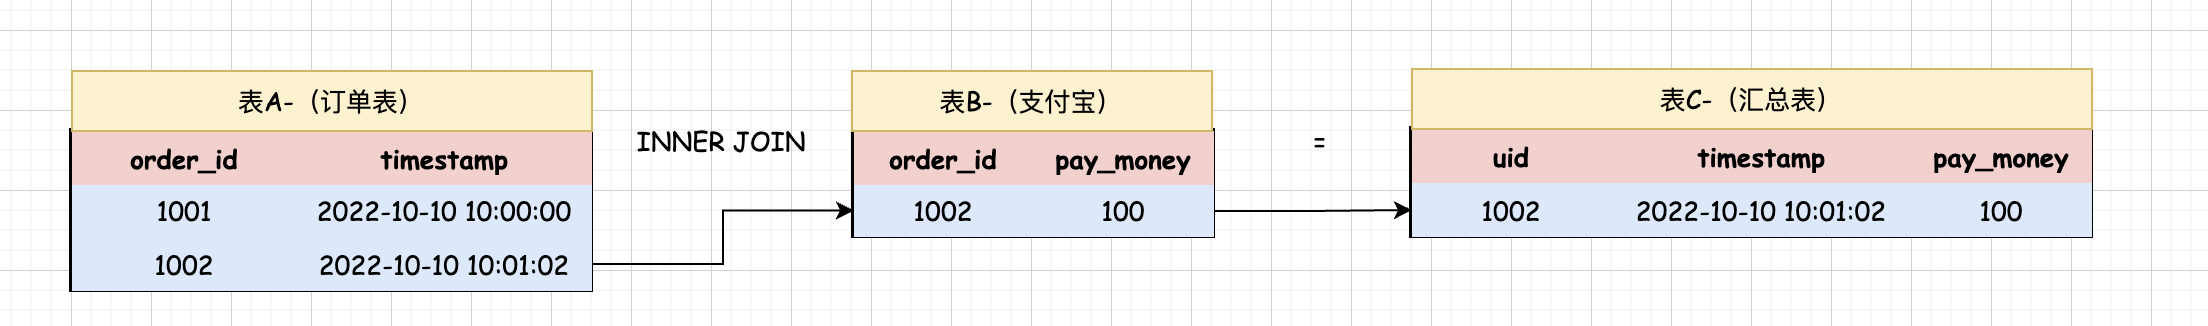 表A-（订单表）
order_id timestamp
1001 2022-10-10 10:00:00
1002 2022-10-10 10:01:02
INNER JOIN
表B-（支付宝）
order_id pay_money
1002 100
=
表C-（汇总表）
uid timestamp pay_money
1002 2022-10-10 10:01:02 100